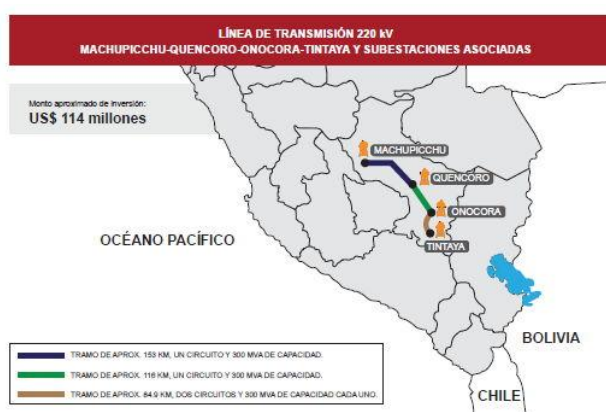 LÍNEA DE TRANSMISIÓN 220 kV
MACHUPICCHU-QUENCORO-ONOCORA-TINTAYA Y SUBESTACIONES ASOCIADAS
Monto aproximado de inversión:
US$ 114 millones
MACHUPICCHU
QUENCORO
ONOCORA
TINTAYA
OCÉANO PACÍFICO
BOLIVIA
CHILE
TRAMO DE APROX. 153 KM, UN CIRCUITO Y 300 MVA DE CAPACIDAD.
TRAMO DE APROX. 116 KM, UN CIRCUITO Y 300 MVA DE CAPACIDAD.
TRAMO DE APROX. 84.9 KM, DOS CIRCUITOS Y 300 MVA DE CAPACIDAD CADA UNO.